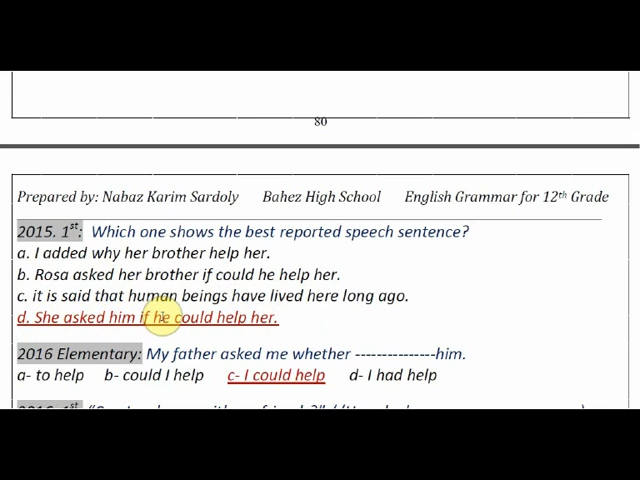 80
Prepared by: Nabaz Karim Sardoly Bahez High School English Grammar for 12th Grade
2015. 1st: Which one shows the best reported speech sentence?
a. I added why her brother help her.
b. Rosa asked her brother if could he help her.
c. it is said that human beings have lived here long ago.
d. She asked him if he could help her.
2016 Elementary: My father asked me whether ---------------him.
a- to help b- could I help c- I could help d- I had help